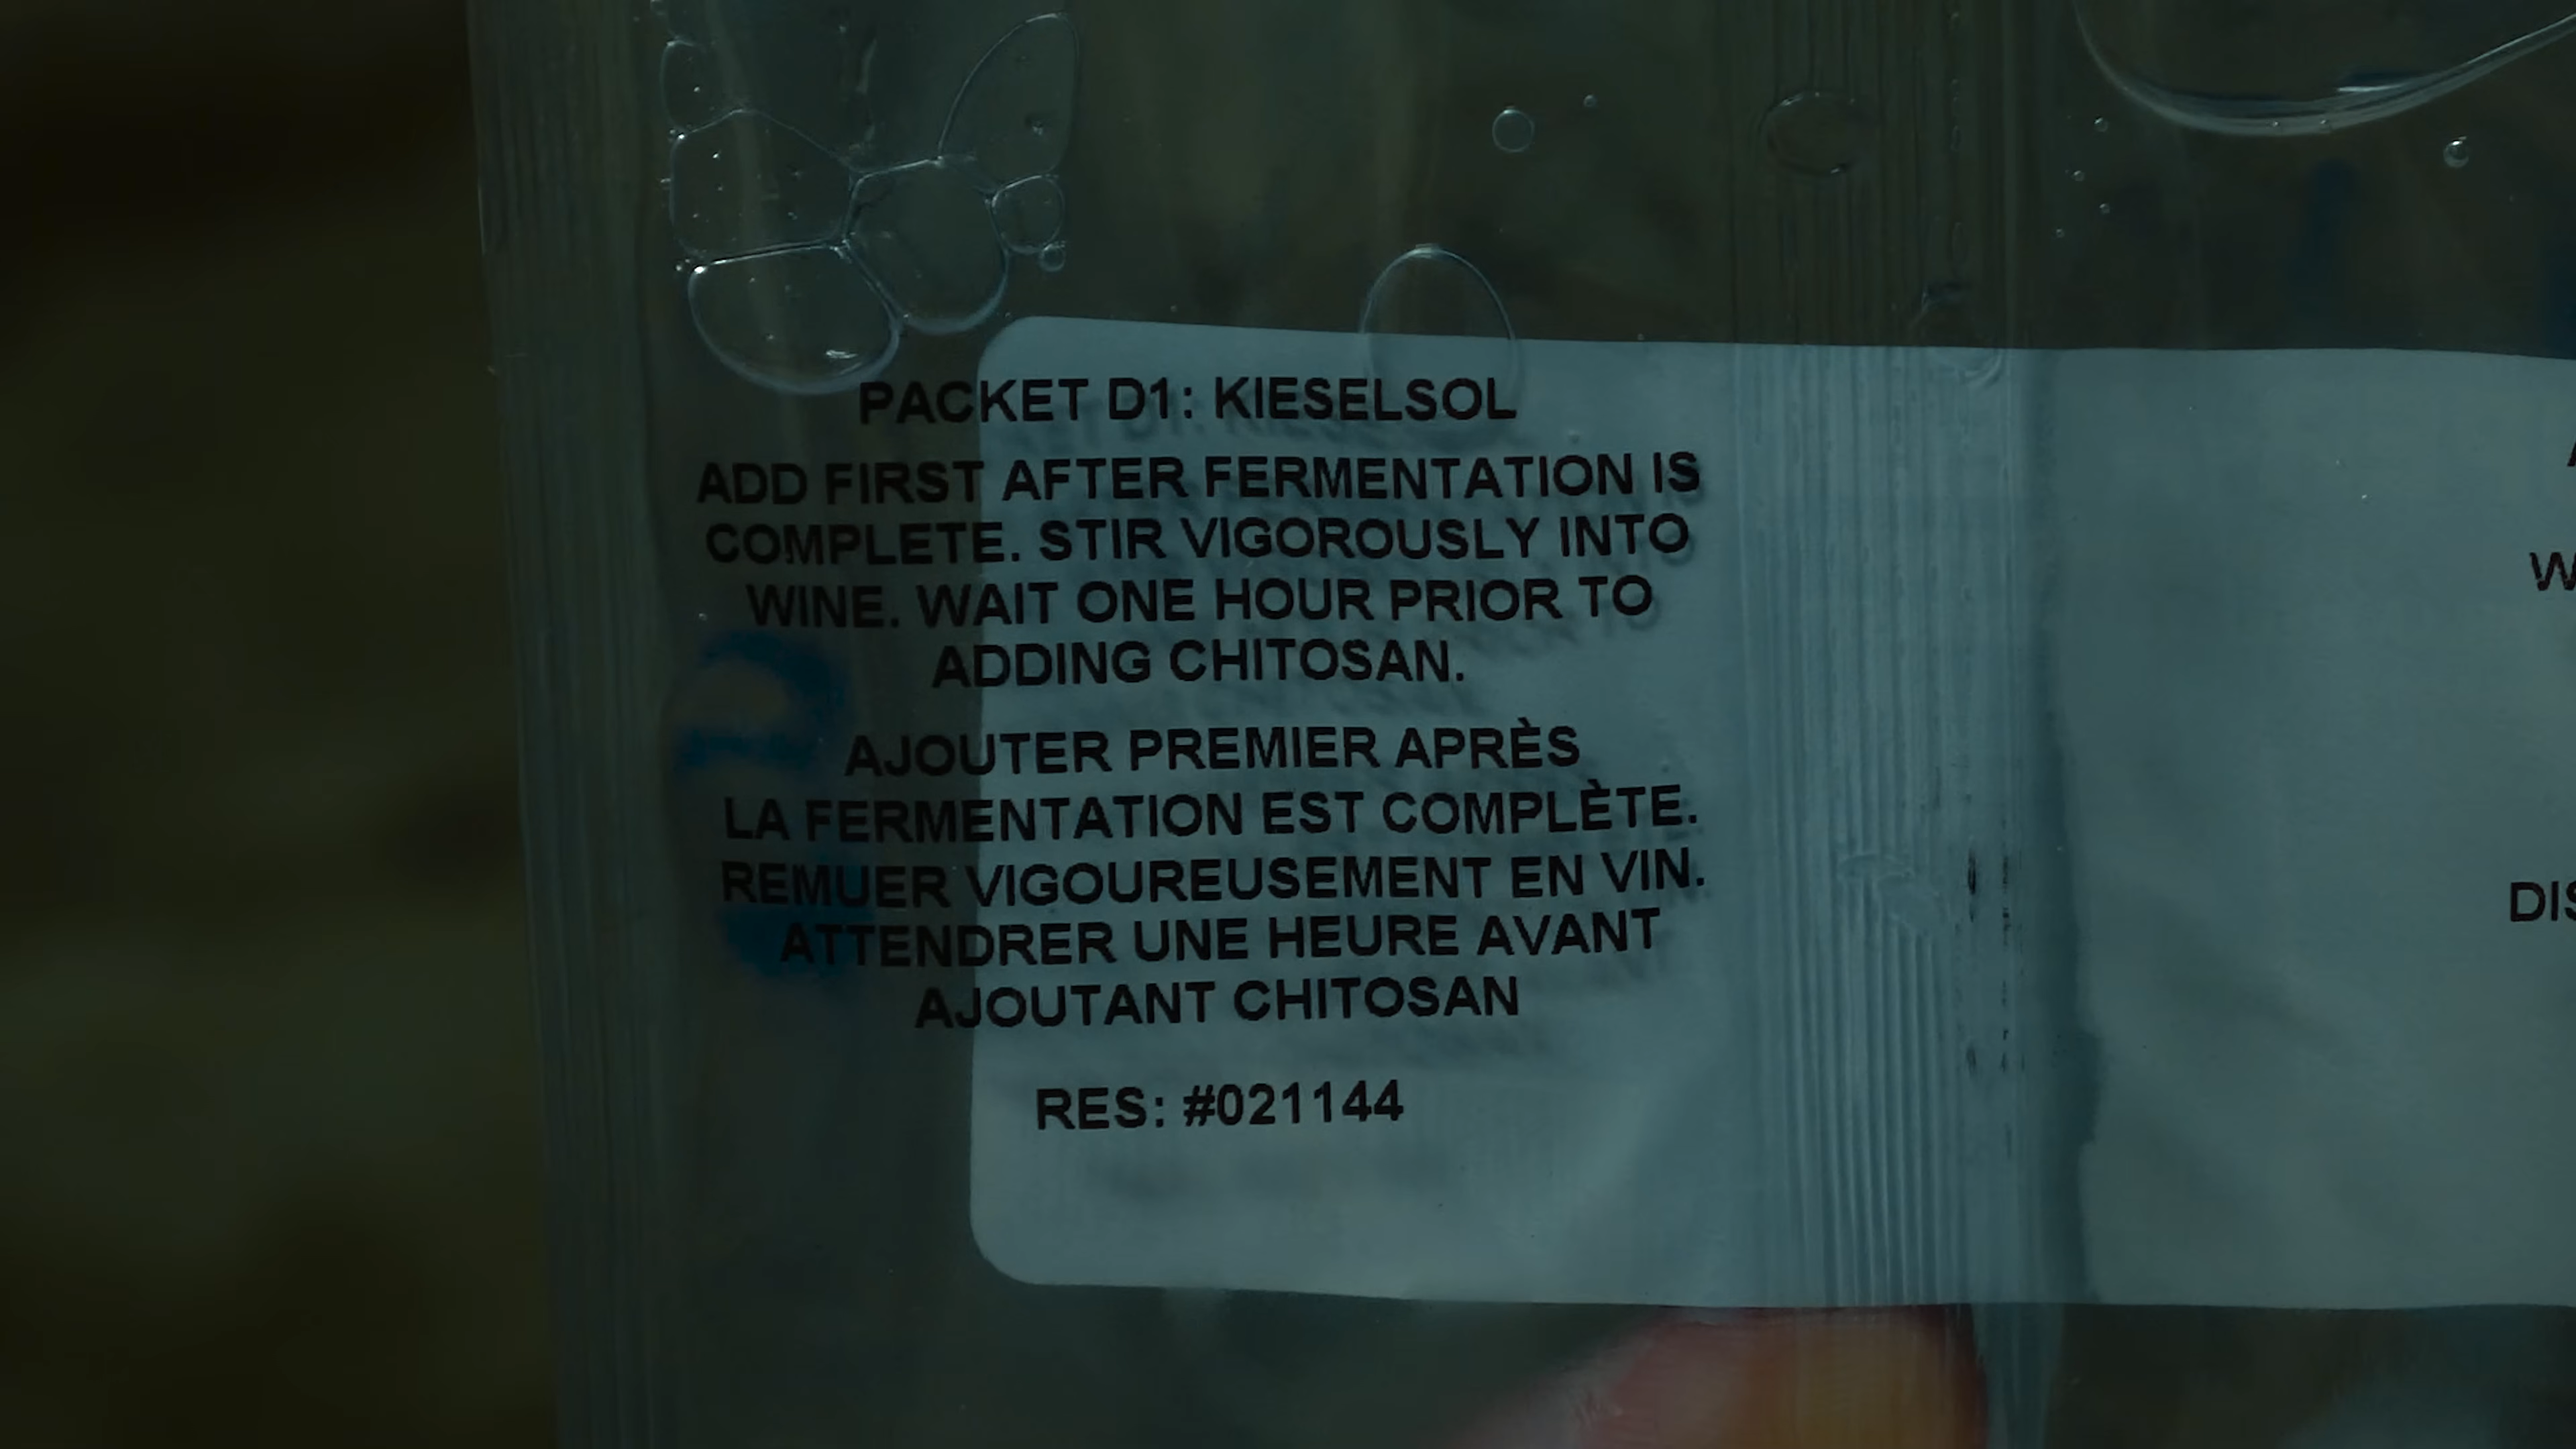 PACKET D1: KIESELSOL
ADD FIRST AFTER FERMENTATION IS
COMPLETE. STIR VIGOROUSLY INTO
WINE. WAIT ONE HOUR PRIOR TO
ADDING CHITOSAN.
AJOUTER PREMIER APRÈS
LA FERMENTATION EST COMPLÈTE.
REMUER VIGOUREUSEMENT EN VIN.
ATTENDRER UNE HEURE AVANT
AJOUTANT CHITOSAN
RES: #021144